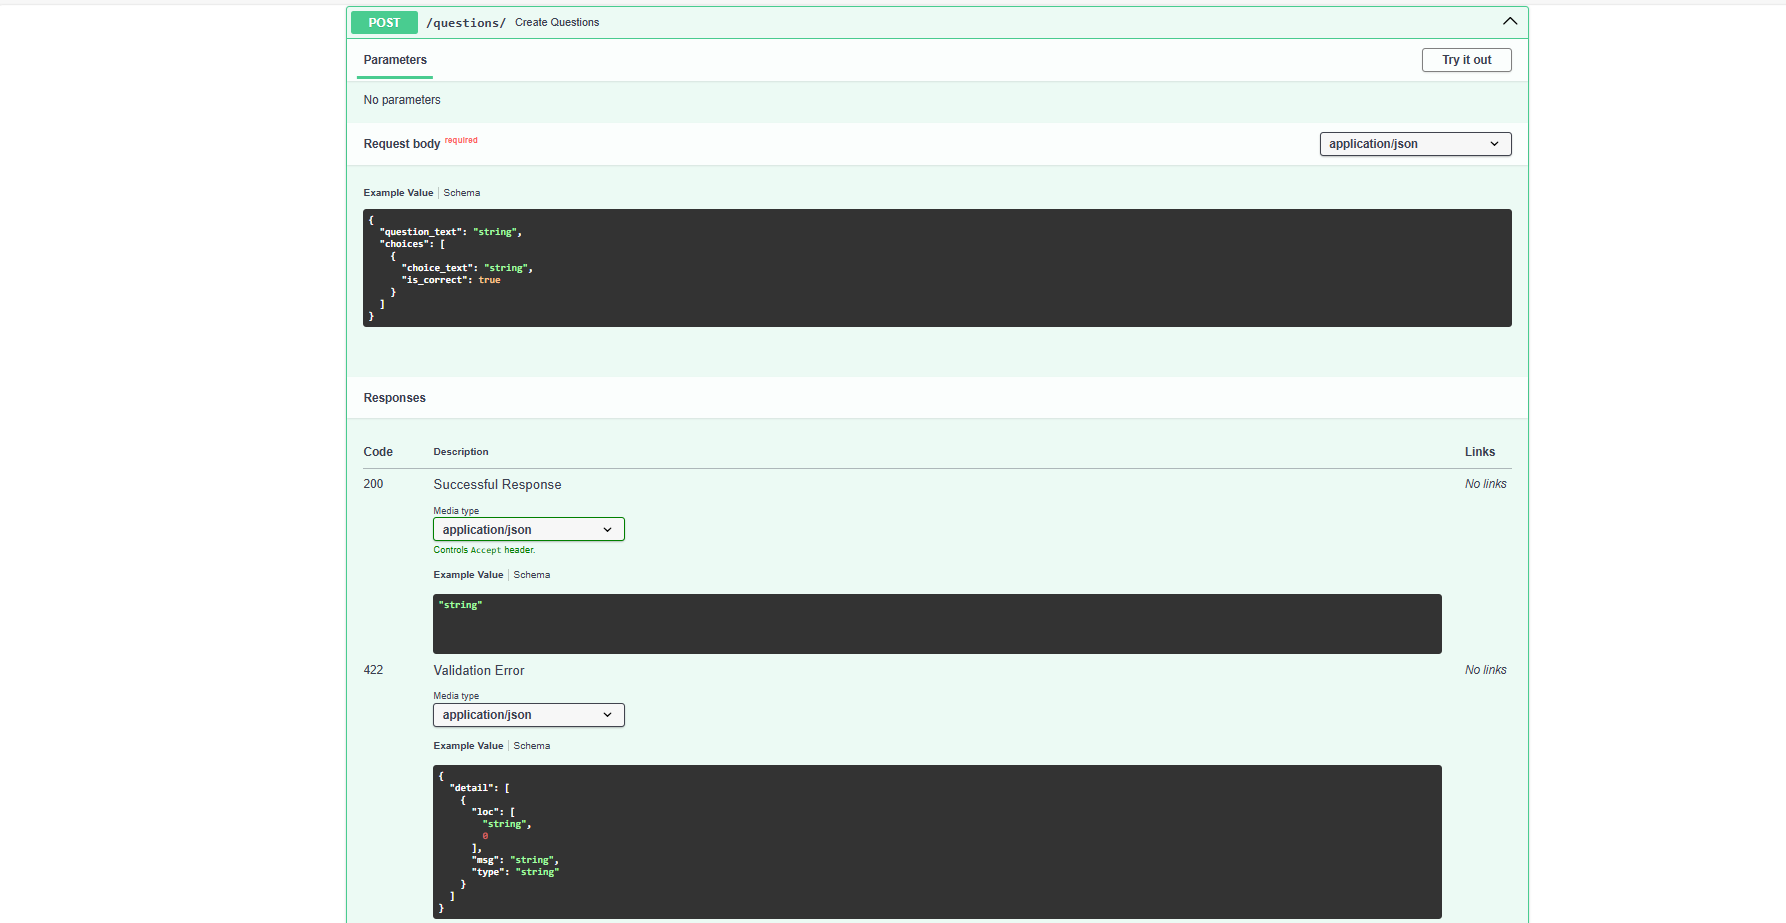 POST /questions/ Create Questions
Parameters
Try it out
No parameters
Request body required
application/json
Example Value | Schema
{
  "question_text": "string",
  "choices": [
    {
      "choice_text": "string",
      "is_correct": true
    }
  ]
}
Responses
Code Description Links
200 Successful Response No links
Media type
application/json
Controls Accept header.
Example Value | Schema
"string"
422 Validation Error No links
Media type
application/json
Example Value | Schema
{
  "detail": [
    {
      "loc": [
        "string",
        0
      ],
      "msg": "string",
      "type": "string"
    }
  ]
}